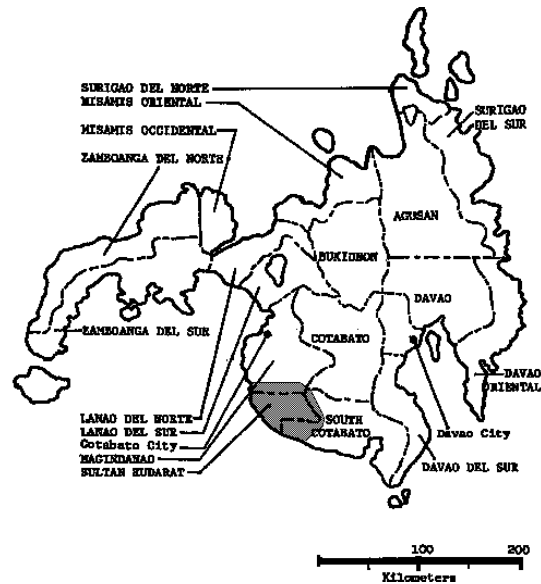 SURIGAO DEL NORTE
MISAMIS ORIENTAL
SURIGAO
DEL SUR
MISAMIS OCCIDENTAL
ZAMBOANGA DEL NORTE
AGUSAN
BUKIDNON
DAVAO
ZAMBOANGA DEL SUR
COTABATO
DAVAO
ORIENTAL
LANAO DEL NORTE
LANAO DEL SUR
Cotabato City
MAGINDANAO
SULTAN KUDARAT
SOUTH
COTABATO
Davao City
DAVAO DEL SUR
100
200
Kilometers